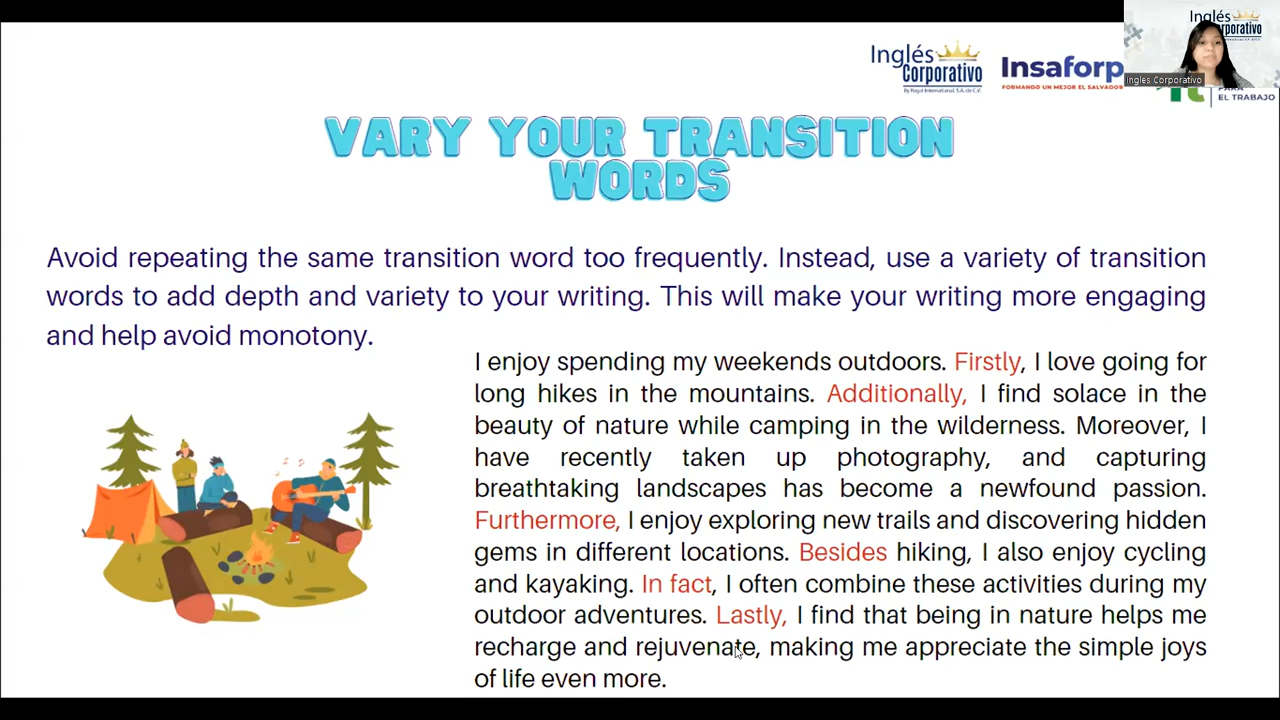 Inglés
Corporativo
By Regal International, S.A. de C.V.
Insaforp
FORMANDO UN MEJOR EL SALVADOR
PARA
EL TRABAJO
Inglés
Corporativo
VARY YOUR TRANSITION
WORDS
Avoid repeating the same transition word too frequently. Instead, use a variety of transition
words to add depth and variety to your writing. This will make your writing more engaging
and help avoid monotony.
I enjoy spending my weekends outdoors. Firstly, I love going for
long hikes in the mountains. Additionally, I find solace in the
beauty of nature while camping in the wilderness. Moreover, I
have recently taken up photography, and capturing
breathtaking landscapes has become a newfound passion.
Furthermore, I enjoy exploring new trails and discovering hidden
gems in different locations. Besides hiking, I also enjoy cycling
and kayaking. In fact, I often combine these activities during my
outdoor adventures. Lastly, I find that being in nature helps me
recharge and rejuvenate, making me appreciate the simple joys
of life even more.